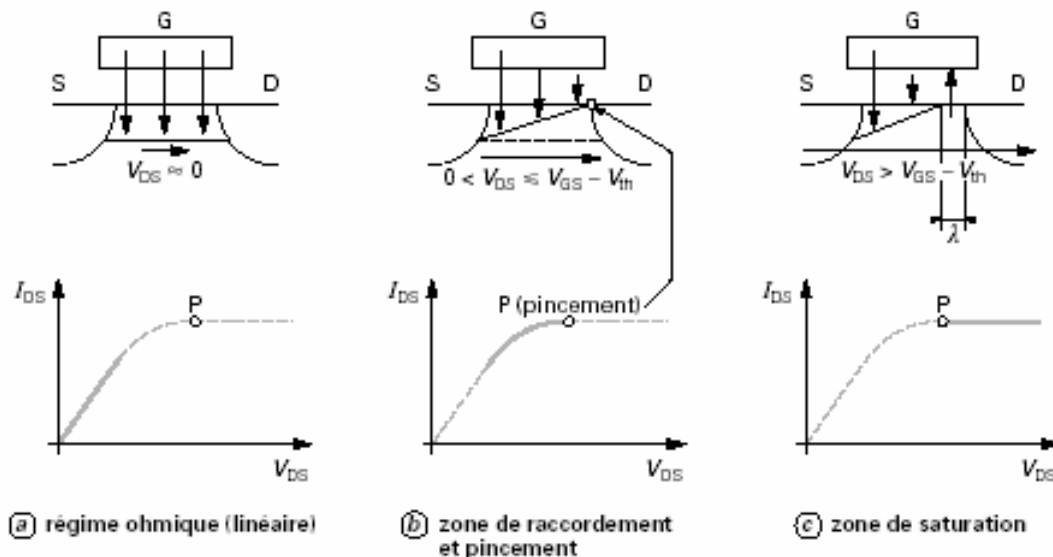 G
S D
V_DS ≈ 0
G
S D
0 < V_DS ⩽ V_GS − V_th
G
S D
V_DS > V_GS − V_th
λ
I_DS
P
V_DS
I_DS
P (pincement)
V_DS
I_DS
P
V_DS
a régime ohmique (linéaire)
b zone de raccordement
et pincement
c zone de saturation